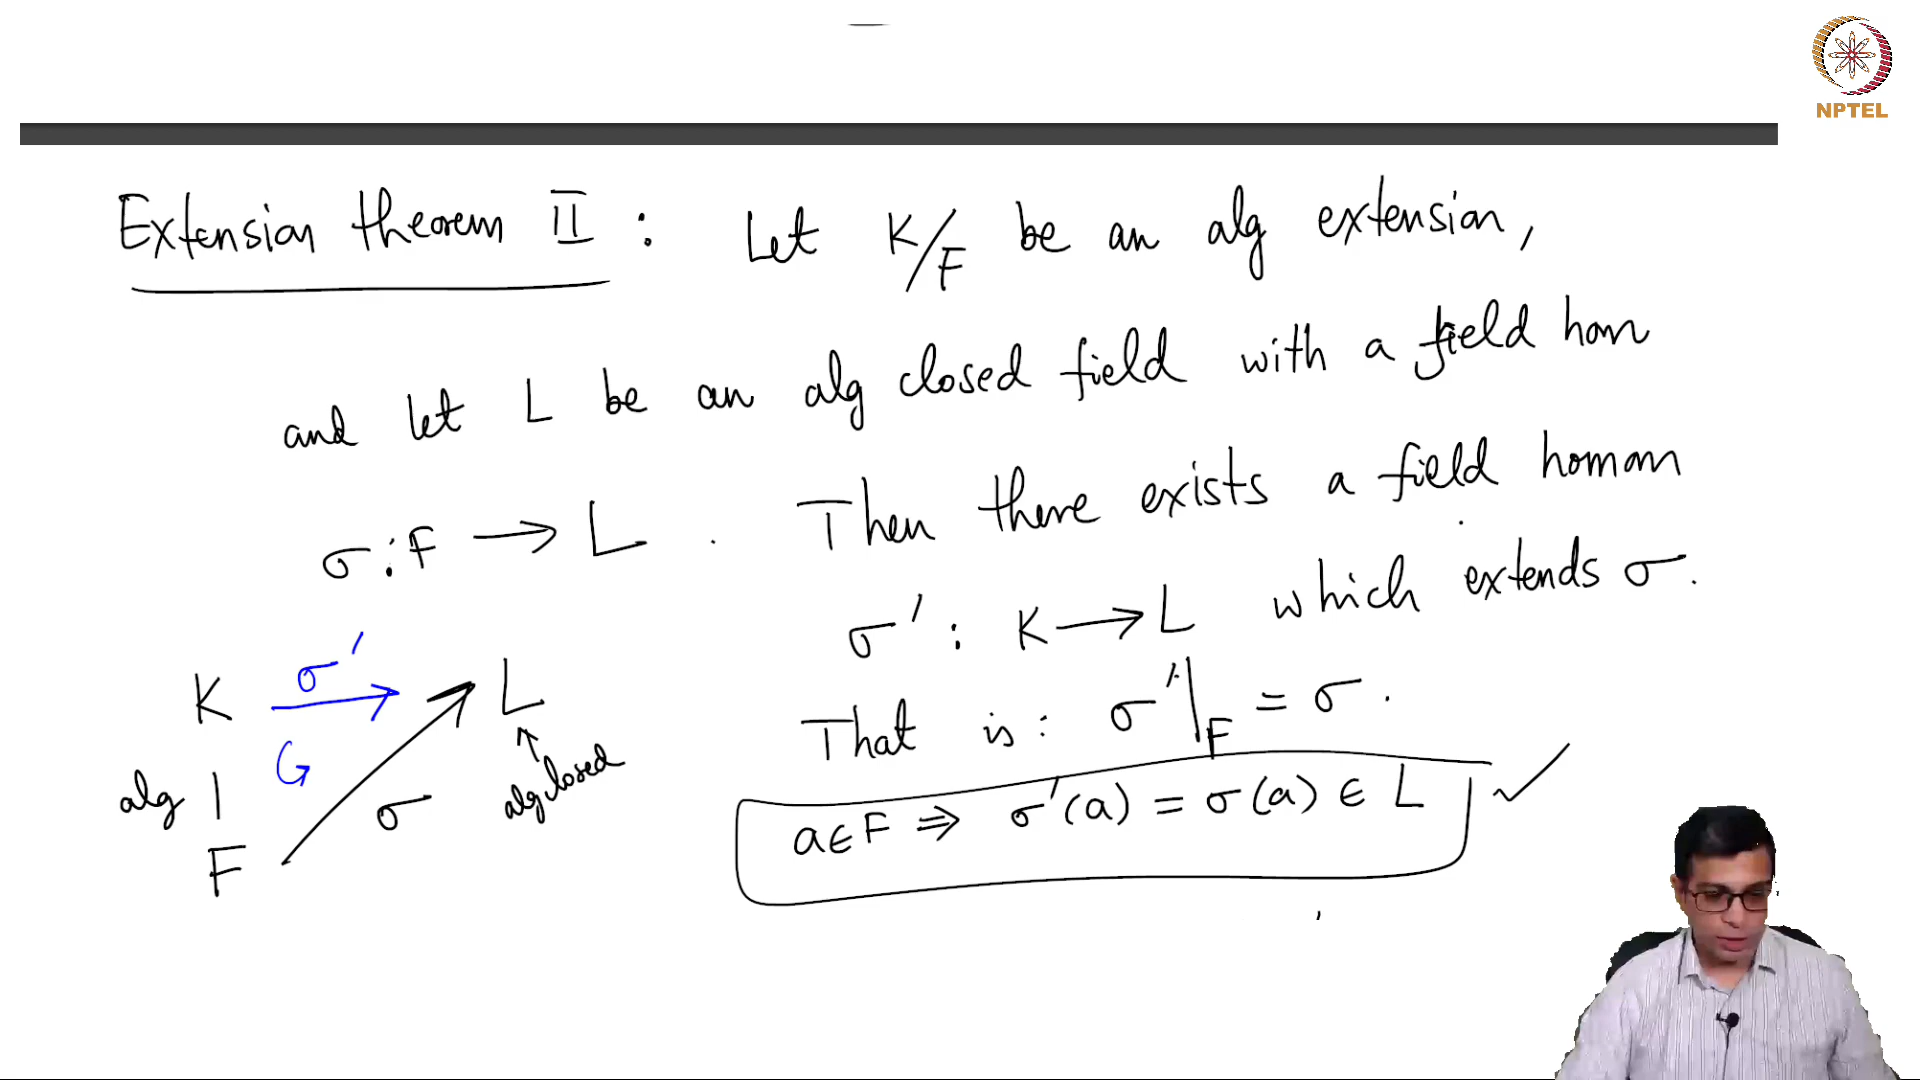 NPTEL
Extension theorem II : Let K/F be an alg extension,
and let L be an alg closed field with a field hom
σ : F → L . Then there exists a field homom
σ' : K → L which extends σ.
That is : σ'|_F = σ .
a ∈ F ⇒ σ'(a) = σ(a) ∈ L ✓
K σ' → L
alg | G σ ↑ alg closed
F